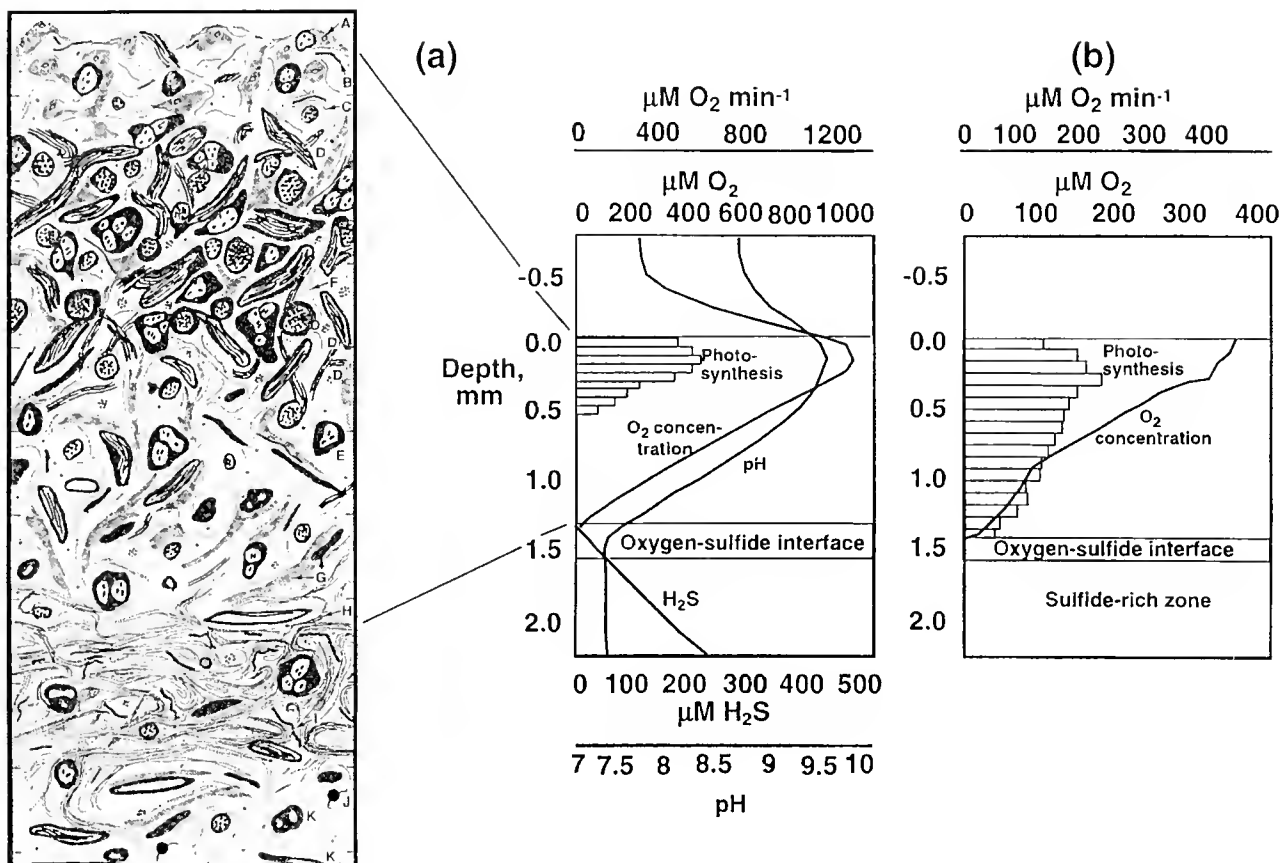 A
B
C
D
F
D
D
E
G
H
J
K
K
(a)
μM O₂ min⁻¹
0 400 800 1200
μM O₂
0 200 400 600 800 1000
Depth, mm
-0.5
0.0
0.5
1.0
1.5
2.0
Photo-
synthesis
O₂ concen-
tration
pH
Oxygen-sulfide interface
H₂S
0 100 200 300 400 500
μM H₂S
7 7.5 8 8.5 9 9.5 10
pH
(b)
μM O₂ min⁻¹
0 100 200 300 400
μM O₂
0 100 200 300 400
-0.5
0.0
0.5
1.0
1.5
2.0
Photo-
synthesis
O₂
concentration
Oxygen-sulfide interface
Sulfide-rich zone